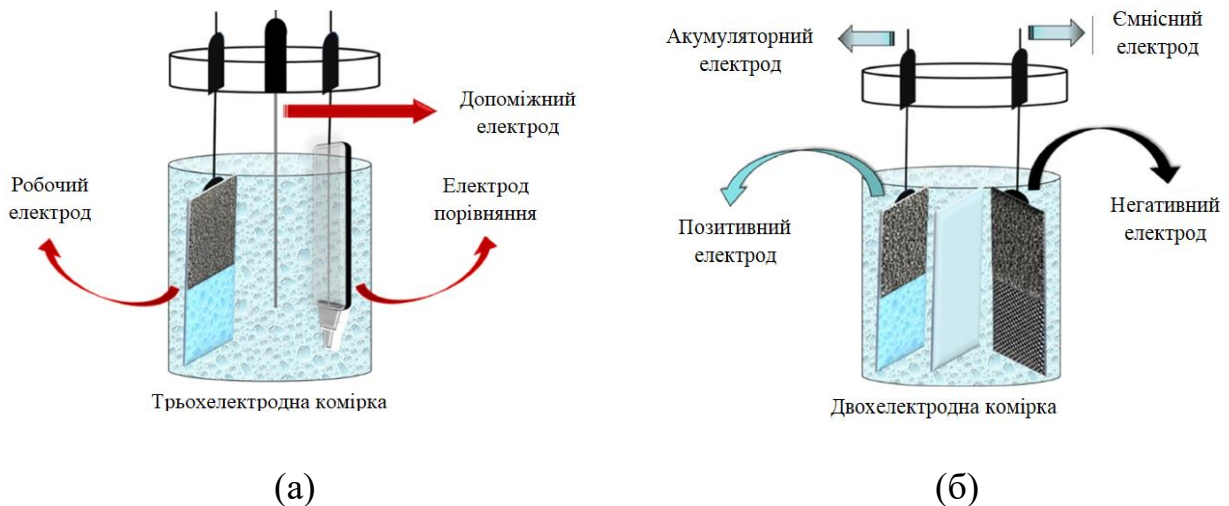 Допоміжний
електрод
Робочий
електрод
Електрод
порівняння
Трьохелектродна комірка
(а)
Акумуляторний
електрод
Ємнісний
електрод
Позитивний
електрод
Негативний
електрод
Двохелектродна комірка
(б)